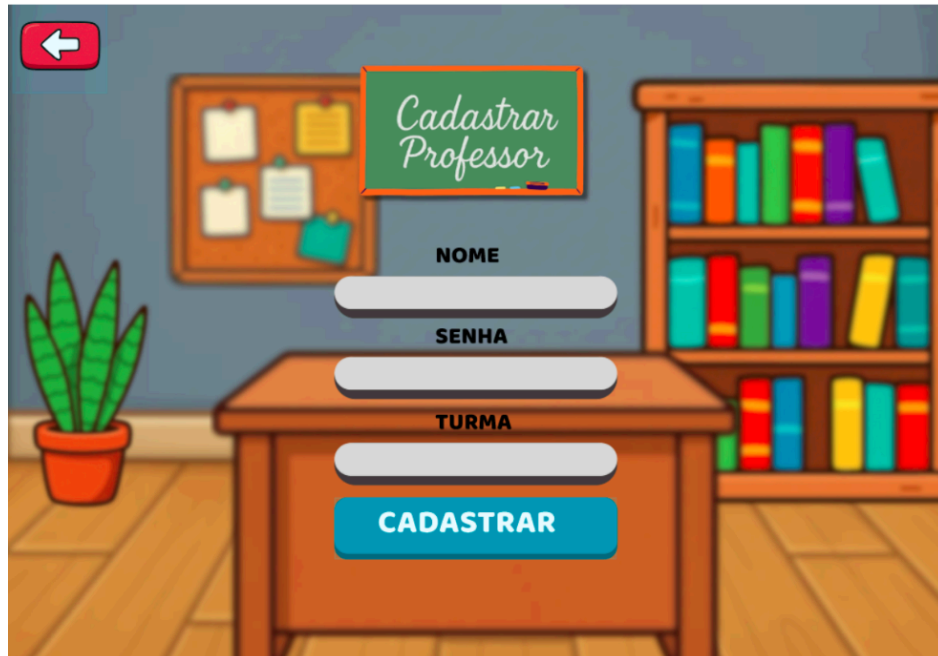 Cadastrar
Professor
NOME
SENHA
TURMA
CADASTRAR